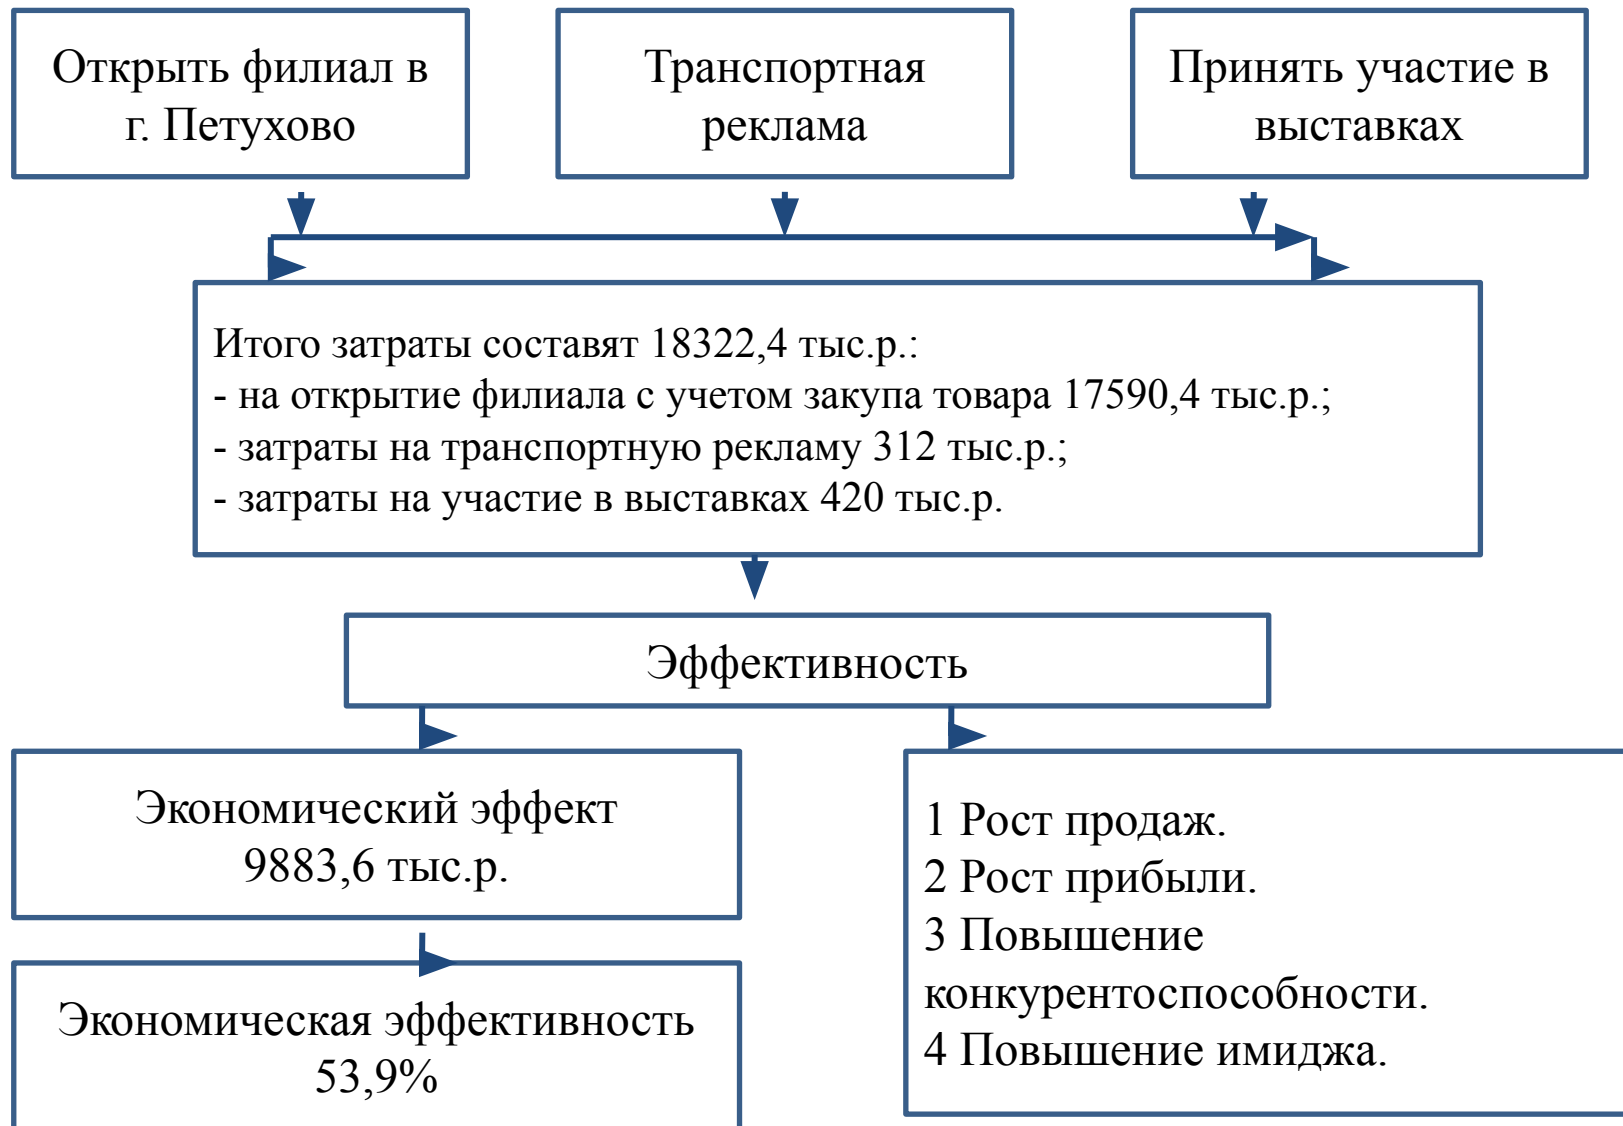 Открыть филиал в
г. Петухово
Транспортная
реклама
Принять участие в
выставках
Итого затраты составят 18322,4 тыс.р.:
- на открытие филиала с учетом закупа товара 17590,4 тыс.р.;
- затраты на транспортную рекламу 312 тыс.р.;
- затраты на участие в выставках 420 тыс.р.
Эффективность
Экономический эффект
9883,6 тыс.р.
Экономическая эффективность
53,9%
1 Рост продаж.
2 Рост прибыли.
3 Повышение
конкурентоспособности.
4 Повышение имиджа.